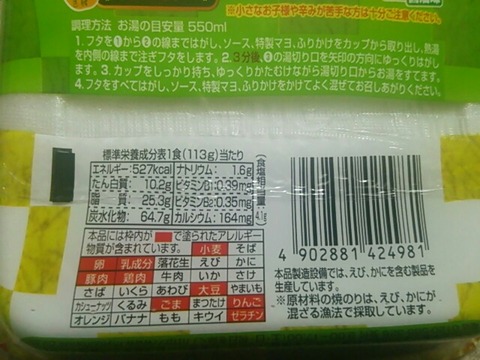 ※小さなお子様や辛みが苦手な方は十分ご注意ください。
調理方法 お湯の目安量 550ml
1.フタを❶から❷の線まではがし、ソース、特製マヨ、ふりかけをカップから取り出し、熱湯
を内側の線まで注ぎフタをします。2.3分後、❸の湯切り口を矢印の方向にゆっくりはがし
ます。3.カップをしっかり持ち、ゆっくりかたむけながら湯切り口からお湯をすてます。
4.フタをすべてはがし、ソース、特製マヨ、ふりかけをかけてよく混ぜてお召しあがりください。
標準栄養成分表1食(113g)当たり
エネルギー 527kcal ナトリウム 1.6g
たん白質 10.2g ビタミンB1 0.39mg
脂質 25.3g ビタミンB2 0.35mg
炭水化物 64.7g カルシウム 164mg
(食塩相当量 4.1g)
本品には枠内が で塗られたアレルギー
物質が含まれています。 小麦 そば
卵 乳成分 落花生 えび かに
豚肉 鶏肉 牛肉 いか さけ
さば いくら あわび 大豆 やまいも
カシューナッツ くるみ ごま まつたけ りんご
オレンジ バナナ もも キウイ ゼラチン
4 902881 424981
本品製造設備では、えび、かにを含む製品を
生産しています。
※原材料の焼のりは、えび、かにが
混ざる漁法で採取しています。